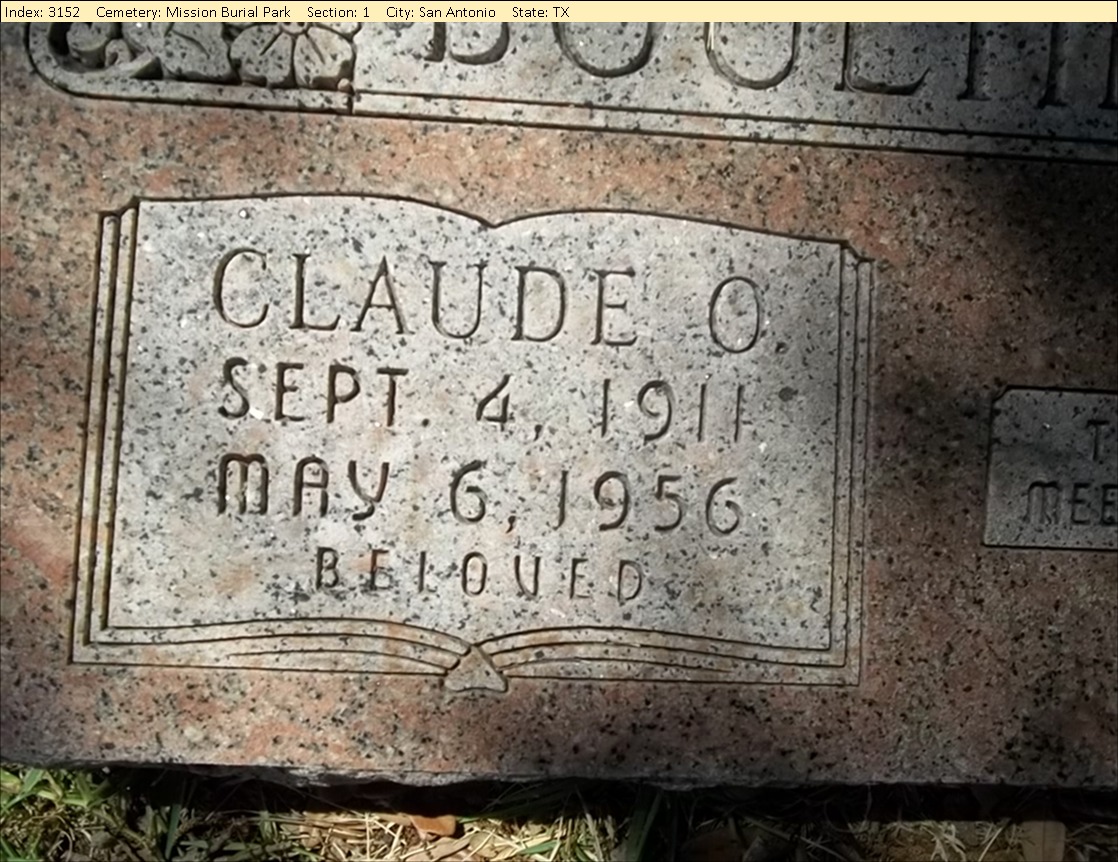 Index: 3152 Cemetery: Mission Burial Park Section: 1 City: San Antonio State: TX
CLAUDE O
SEPT. 4, 1911
MAY 6, 1956
BELOVED